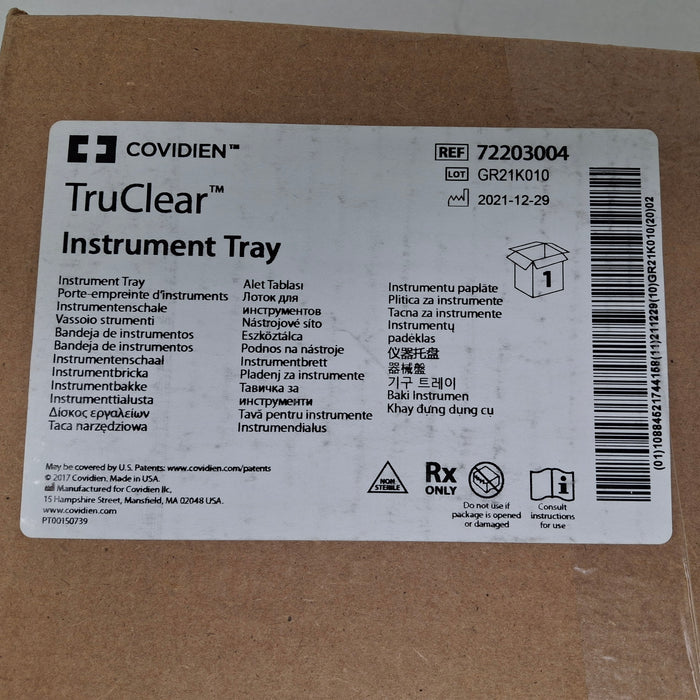 COVIDIEN™
TruClear™
Instrument Tray
REF 72203004
LOT GR21K010
2021-12-29
1
Instrument Tray
Porte-empreinte d'instruments
Instrumentenschale
Vassoio strumenti
Bandeja de instrumentos
Bandeja de instrumentos
Instrumentenschaal
Instrumentbricka
Instrumentbakke
Instrumenttialusta
Δίσκος εργαλείων
Taca narzędziowa
Alet Tablası
Лоток для
инструментов
Nástrojové síto
Eszköztálca
Podnos na nástroje
Instrumentbrett
Pladenj za instrumente
Тавичка за
инструменти
Tavă pentru instrumente
Instrumendialus
Instrumentu paplāte
Plitica za instrumente
Tacna za instrumente
Instrumentų
padėklas
仪器托盘
器械盤
기구 트레이
Baki Instrumen
Khay đựng dụng cụ
May be covered by U.S. Patents: www.covidien.com/patents
© 2017 Covidien. Made in USA.
Manufactured for Covidien llc,
15 Hampshire Street, Mansfield, MA 02048 USA.
www.covidien.com
PT00150739
NON
STERILE
Rx
ONLY
Do not use if
package is opened
or damaged
Consult
instructions
for use
(01)10884521744158(11)211229(10)GR21K010(20)02